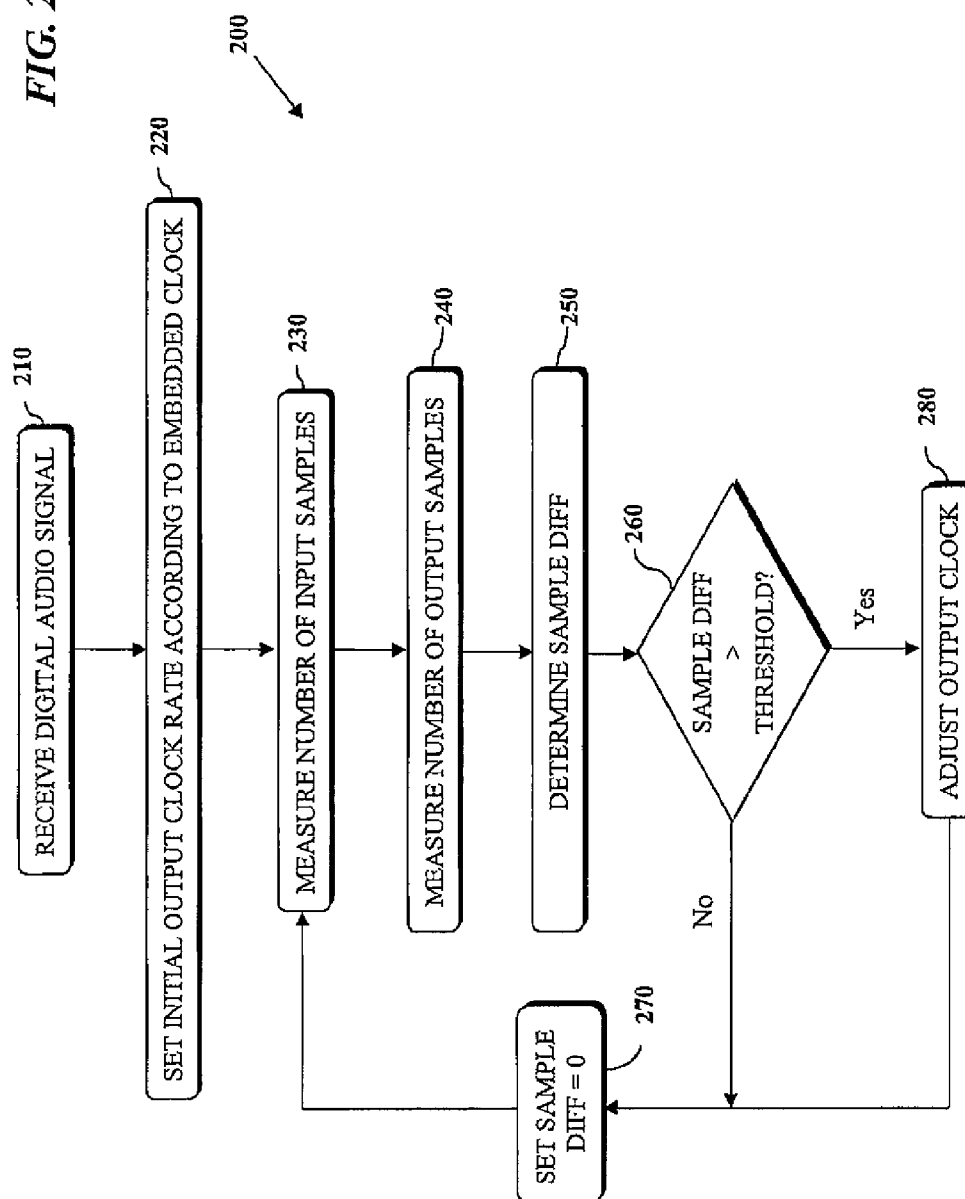 FIG. 2
200
RECEIVE DIGITAL AUDIO SIGNAL
210
SET INITIAL OUTPUT CLOCK RATE ACCORDING TO EMBEDDED CLOCK
220
MEASURE NUMBER OF INPUT SAMPLES
230
MEASURE NUMBER OF OUTPUT SAMPLES
240
DETERMINE SAMPLE DIFF
250
SAMPLE DIFF
>
THRESHOLD?
260
No
Yes
SET SAMPLE
DIFF = 0
270
ADJUST OUTPUT CLOCK
280